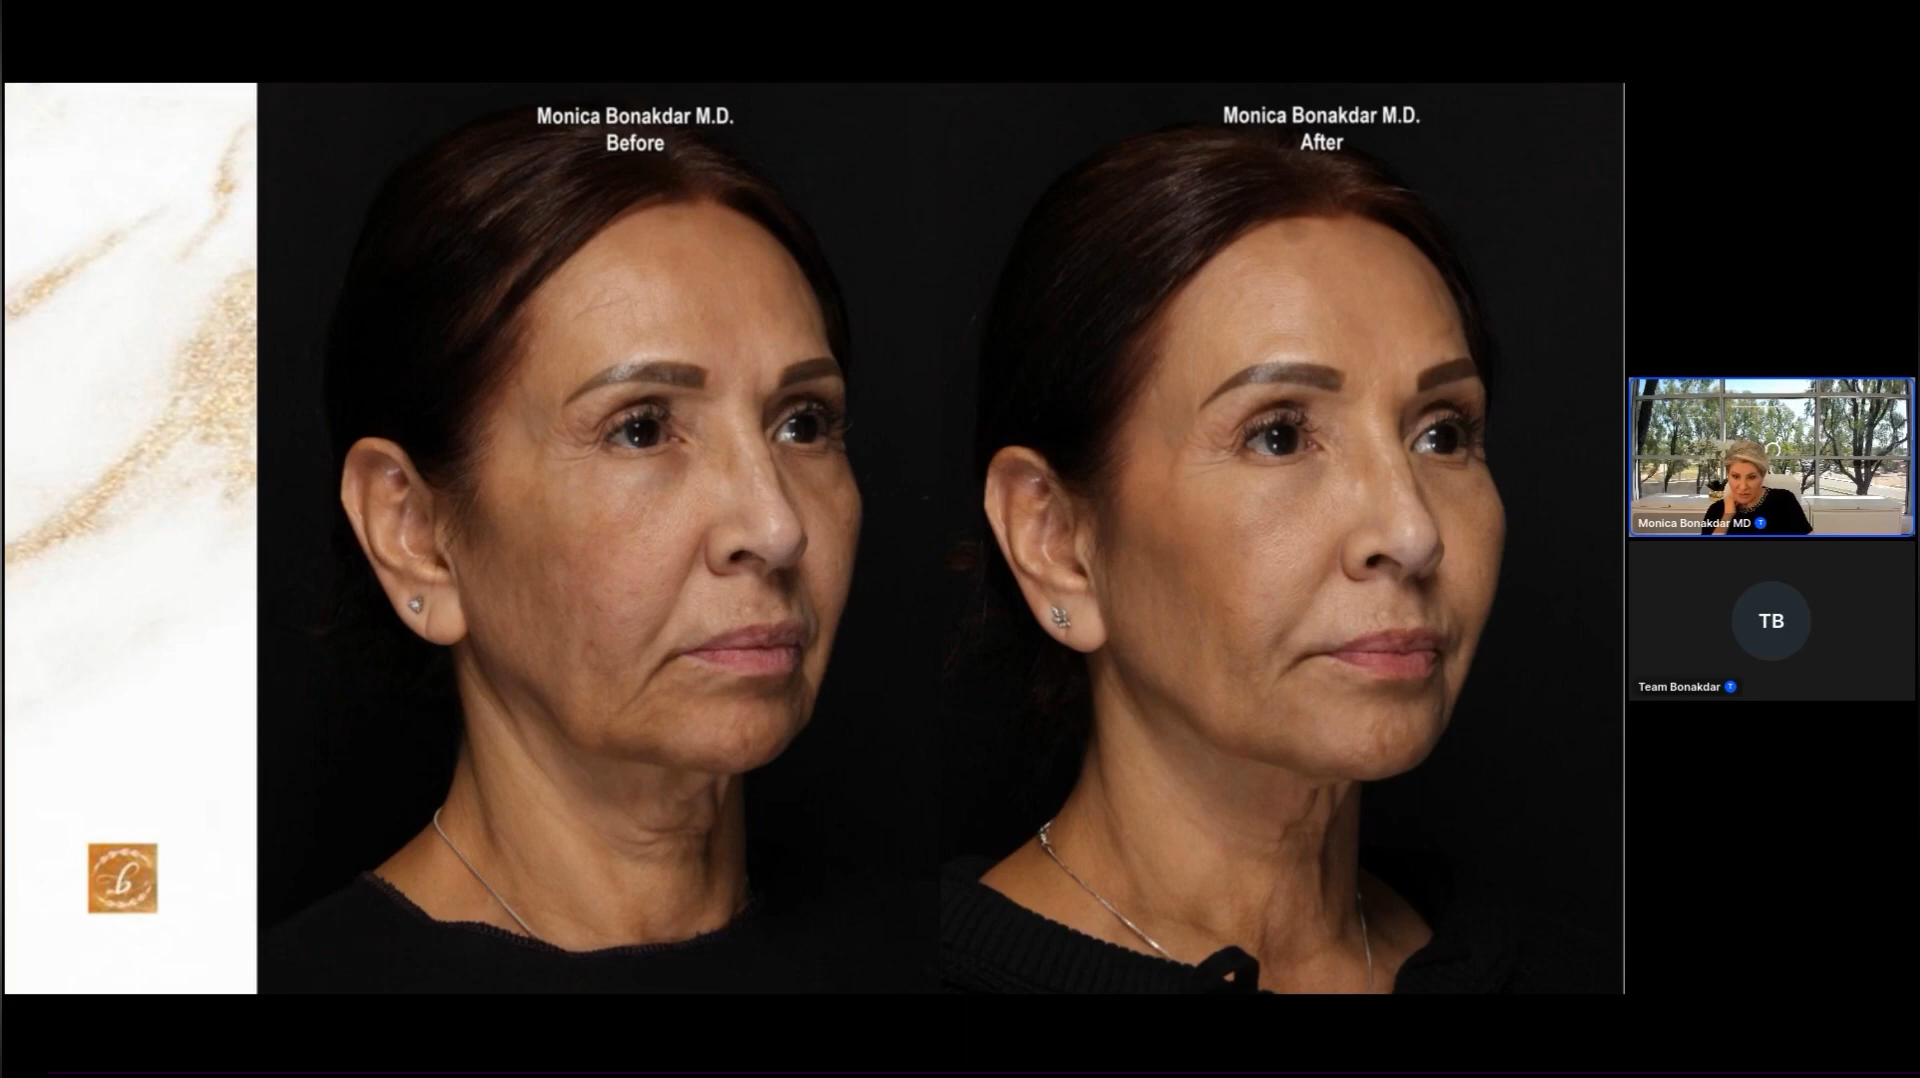 Monica Bonakdar M.D.
Before
Monica Bonakdar M.D.
After
b
Monica Bonakdar MD T
TB
Team Bonakdar T